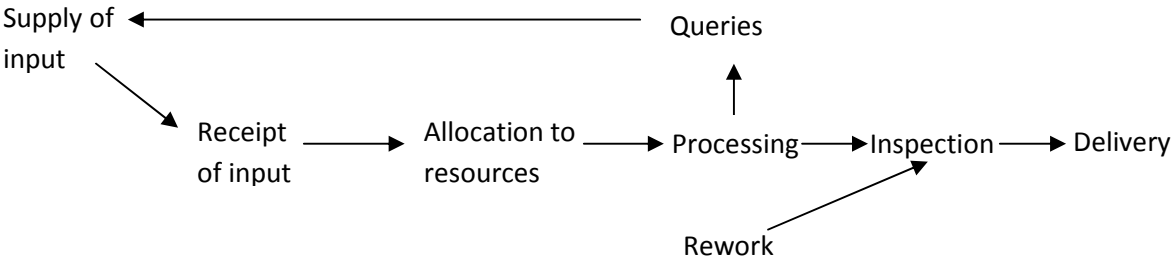 Supply of
input
Queries
Receipt
of input
Allocation to
resources
Processing
Inspection
Delivery
Rework